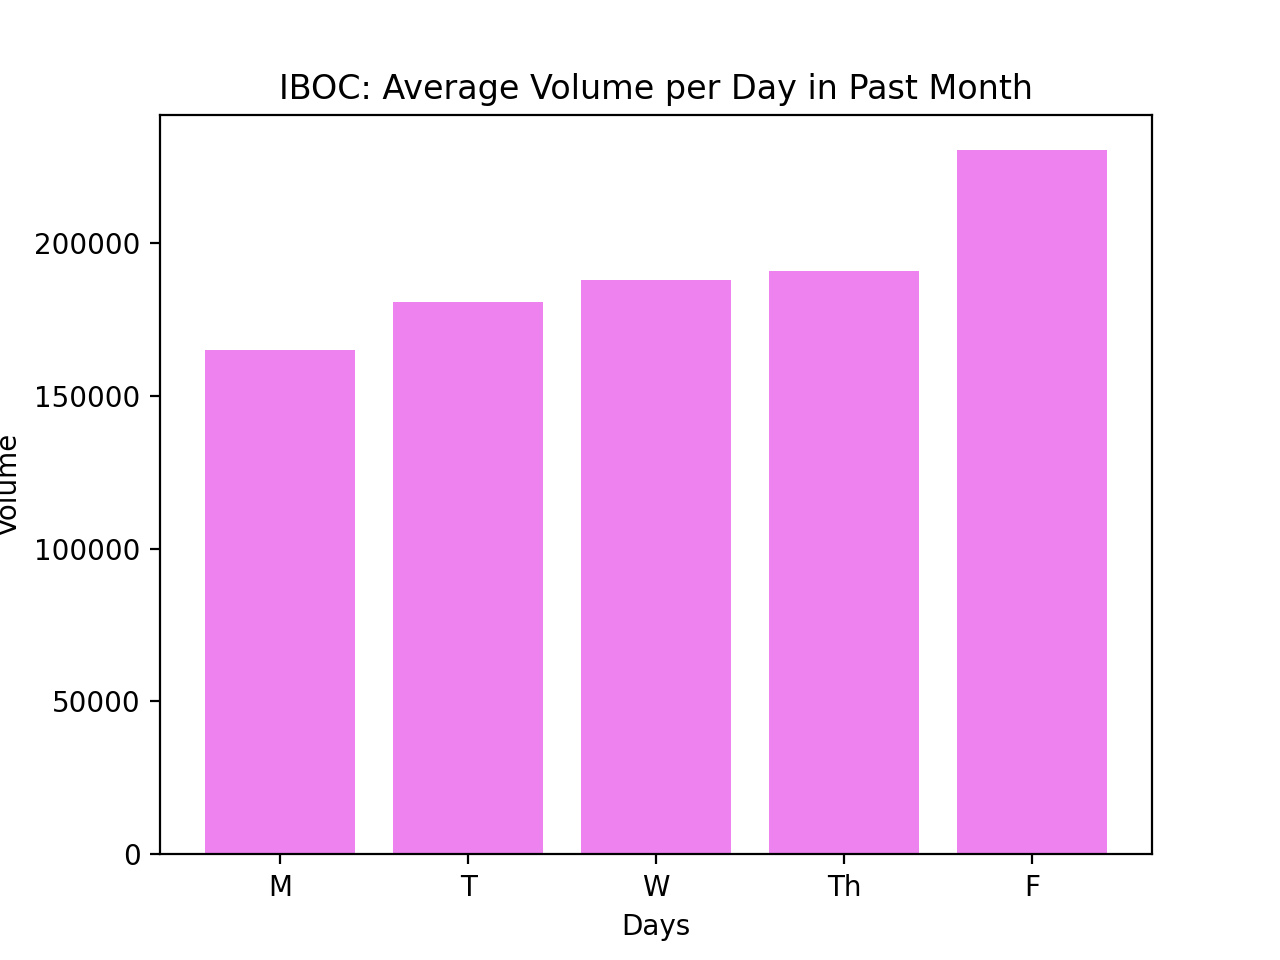 IBOC: Average Volume per Day in Past Month
Volume
200000
150000
100000
50000
0
M T W Th F
Days